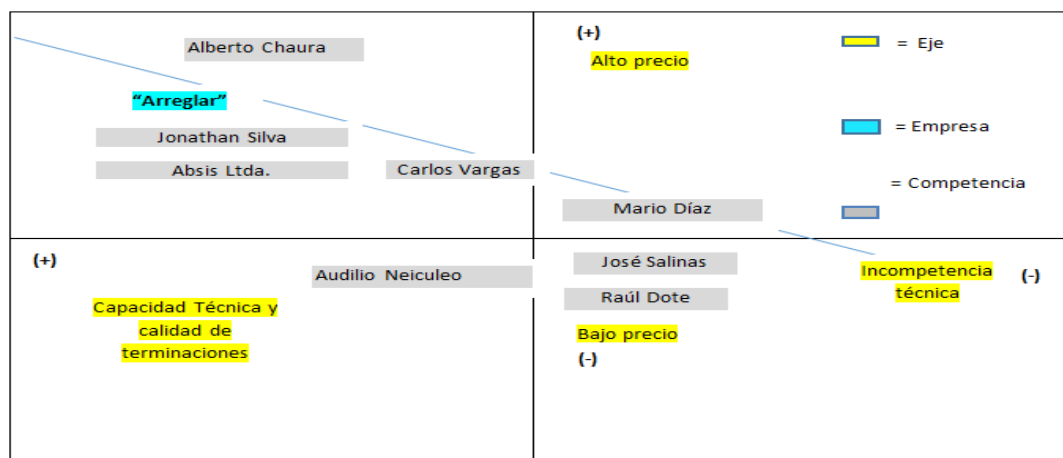 Alberto Chaura
“Arreglar”
Jonathan Silva
Absis Ltda.
Carlos Vargas
(+)
Alto precio
= Eje
= Empresa
= Competencia
Mario Díaz
(+)
Audilio Neiculeo
Capacidad Técnica y
calidad de
terminaciones
José Salinas
Raúl Dote
Bajo precio
(-)
Incompetencia
técnica
(-)